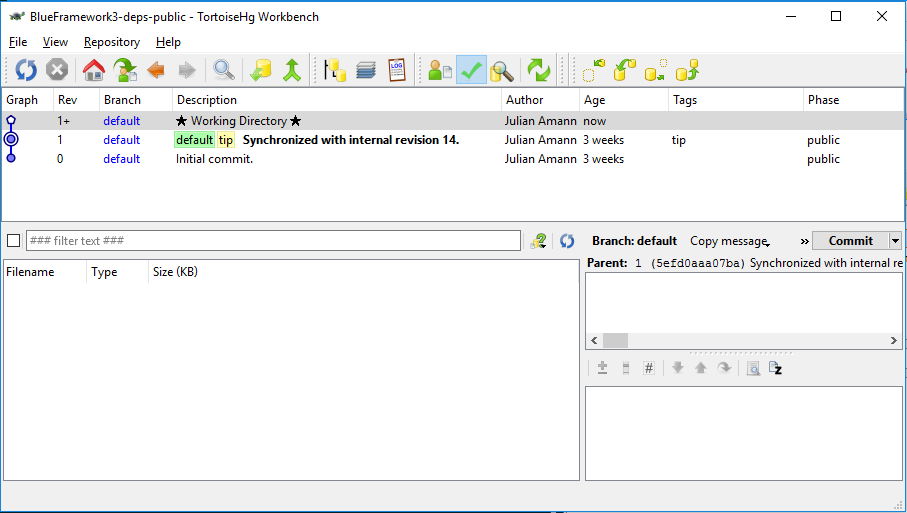 BlueFramework3-deps-public - TortoiseHg Workbench
File View Repository Help
LOG
Graph Rev Branch Description Author Age Tags Phase
1+ default ★ Working Directory ★ Julian Amann now
1 default default tip Synchronized with internal revision 14. Julian Amann 3 weeks tip public
0 default Initial commit. Julian Amann 3 weeks public
### filter text ### ? Branch: default Copy message » Commit
Filename Type Size (KB) Parent: 1 (5efd0aaa07ba) Synchronized with internal re
# z